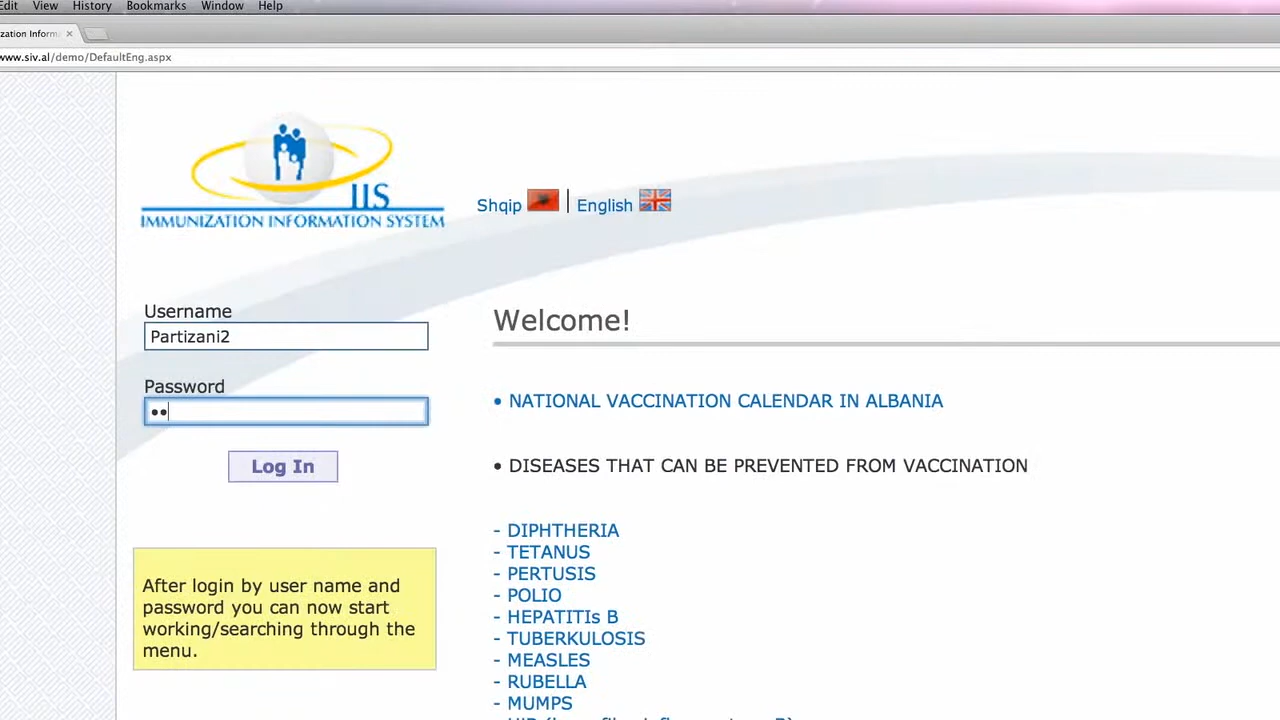 Edit View History Bookmarks Window Help
zation Inform
www.siv.al/demo/DefaultEng.aspx
IIS
IMMUNIZATION INFORMATION SYSTEM
Shqip | English
Username
Partizani2
Password
••
Log In
After login by user name and
password you can now start
working/searching through the
menu.
Welcome!
• NATIONAL VACCINATION CALENDAR IN ALBANIA
• DISEASES THAT CAN BE PREVENTED FROM VACCINATION
- DIPHTHERIA
- TETANUS
- PERTUSIS
- POLIO
- HEPATITIs B
- TUBERKULOSIS
- MEASLES
- RUBELLA
- MUMPS